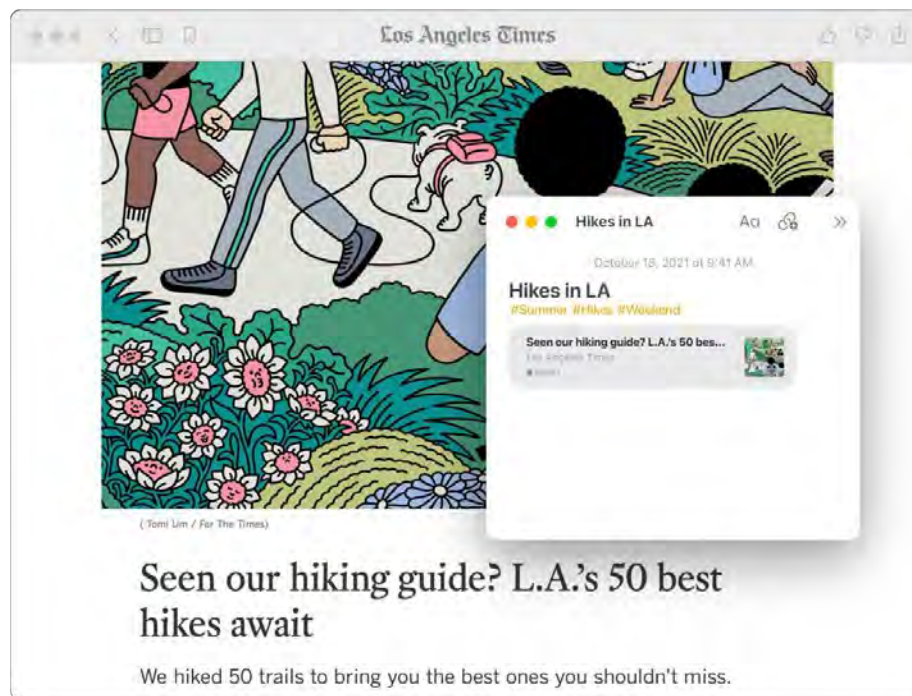 Los Angeles Times
Hikes in LA
Aa
October 18, 2021 at 9:41 AM
Hikes in LA
#Summer #Hikes #Weekend
Seen our hiking guide? L.A.'s 50 bes...
Los Angeles Times
( Tomi Um / For The Times)
Seen our hiking guide? L.A.'s 50 best
hikes await
We hiked 50 trails to bring you the best ones you shouldn't miss.